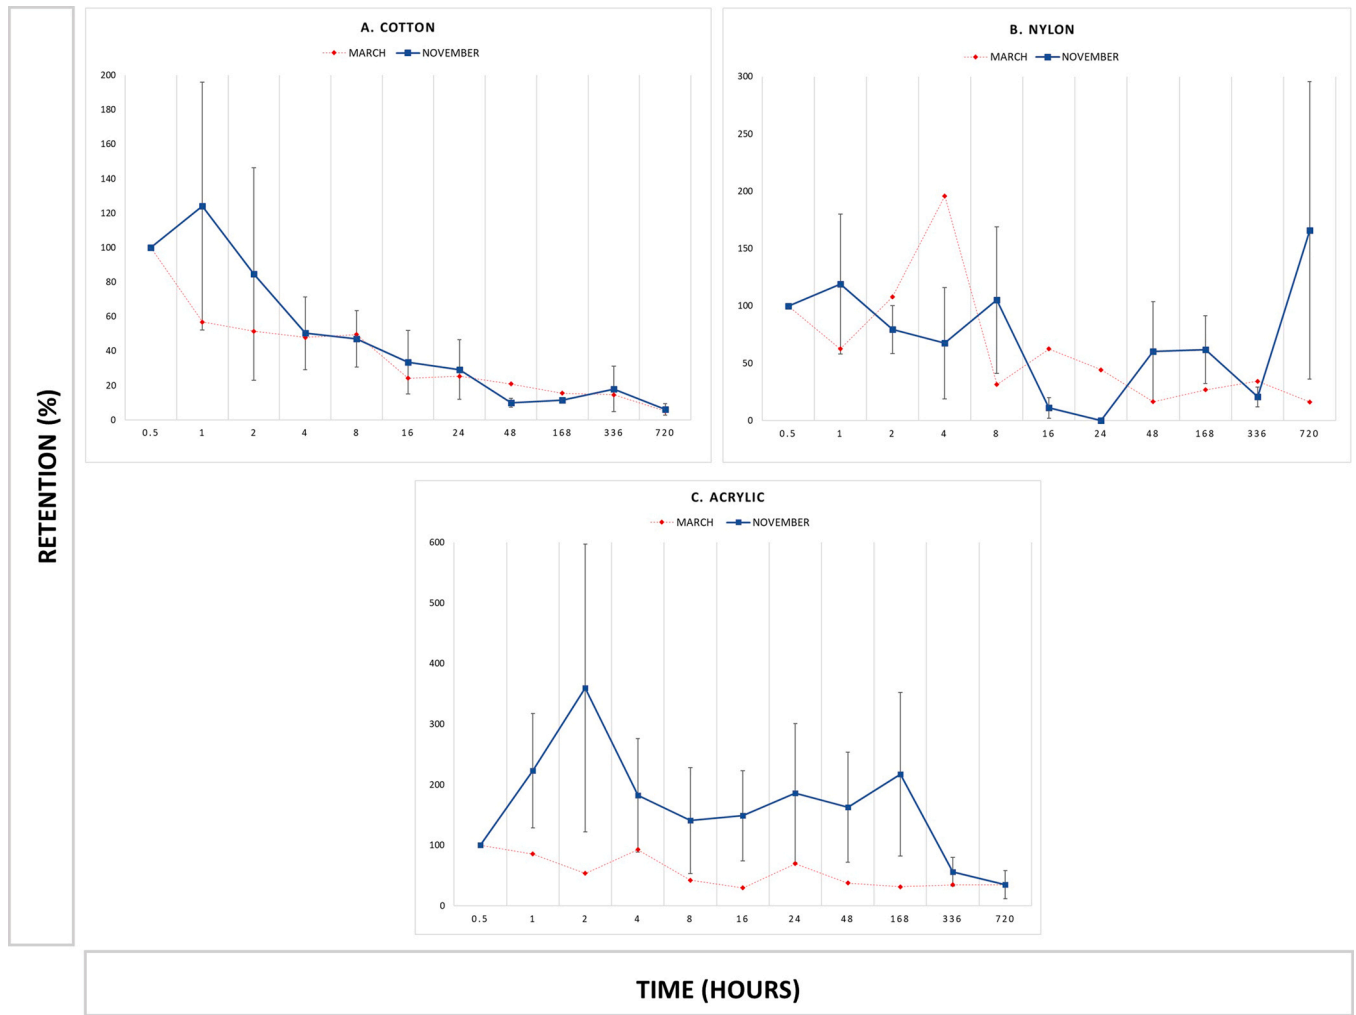 RETENTION (%)
A. COTTON
MARCH NOVEMBER
200
180
160
140
120
100
80
60
40
20
0
0.5 1 2 4 8 16 24 48 168 336 720
B. NYLON
MARCH NOVEMBER
300
250
200
150
100
50
0
0.5 1 2 4 8 16 24 48 168 336 720
C. ACRYLIC
MARCH NOVEMBER
600
500
400
300
200
100
0
0.5 1 2 4 8 16 24 48 168 336 720
TIME (HOURS)